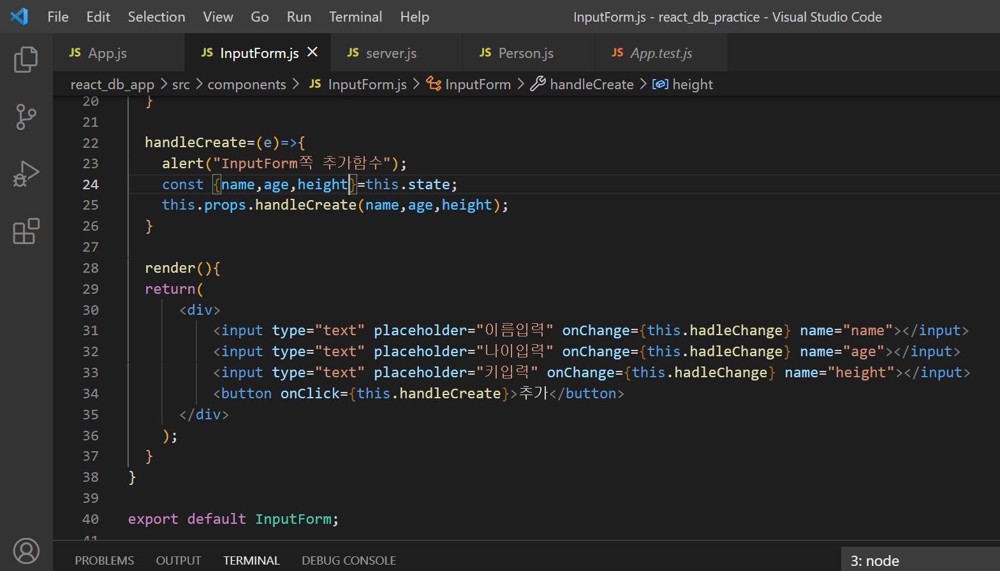 File Edit Selection View Go Run Terminal Help InputForm.js - react_db_practice - Visual Studio Code
JS App.js JS InputForm.js JS server.js JS Person.js JS App.test.js
react_db_app > src > components > JS InputForm.js > InputForm > handleCreate > height
20 }
21
22 handleCreate=(e)=>{
23 alert("InputForm쪽 추가함수");
24 const {name,age,height}=this.state;
25 this.props.handleCreate(name,age,height);
26 }
27
28 render(){
29 return(
30 <div>
31 <input type="text" placeholder="이름입력" onChange={this.hadleChange} name="name"></input>
32 <input type="text" placeholder="나이입력" onChange={this.hadleChange} name="age"></input>
33 <input type="text" placeholder="키입력" onChange={this.hadleChange} name="height"></input>
34 <button onClick={this.handleCreate}>추가</button>
35 </div>
36 );
37 }
38 }
39
40 export default InputForm;
41
PROBLEMS OUTPUT TERMINAL DEBUG CONSOLE 3: node